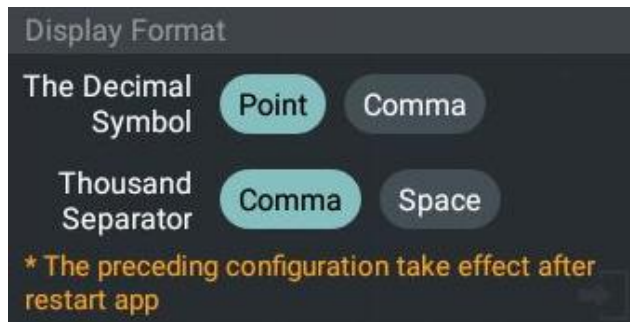 Display Format
The Decimal
Symbol
Point
Comma
Thousand
Separator
Comma
Space
* The preceding configuration take effect after
restart app